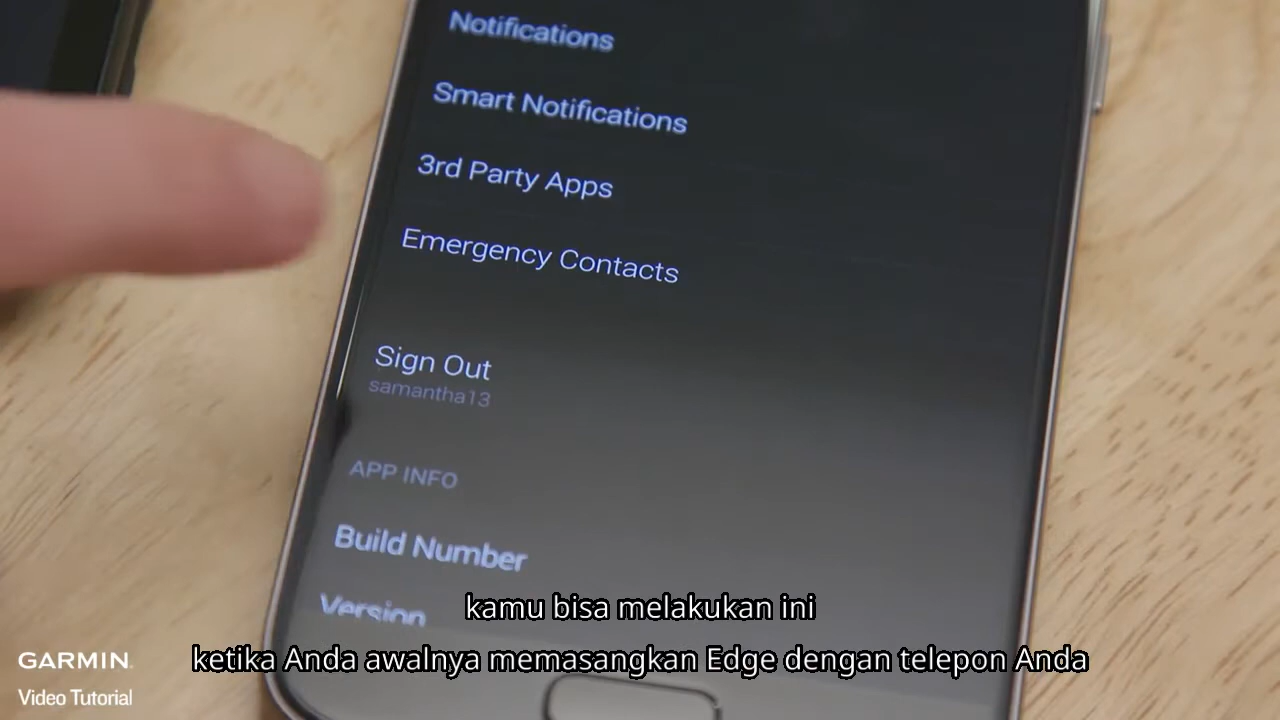 Notifications
Smart Notifications
3rd Party Apps
Emergency Contacts
Sign Out
samantha13
APP INFO
Build Number
Version
kamu bisa melakukan ini
ketika Anda awalnya memasangkan Edge dengan telepon Anda
GARMIN
Video Tutorial